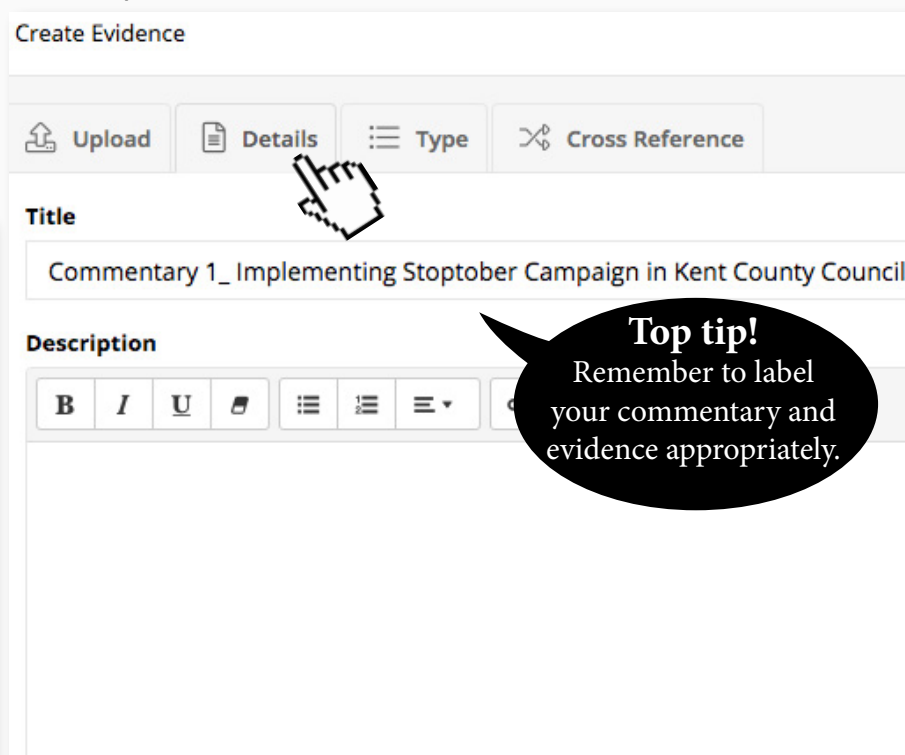 Create Evidence
Upload Details Type Cross Reference
Title
Commentary 1_ Implementing Stoptober Campaign in Kent County Council
Description
B I U
Top tip!
Remember to label
your commentary and
evidence appropriately.